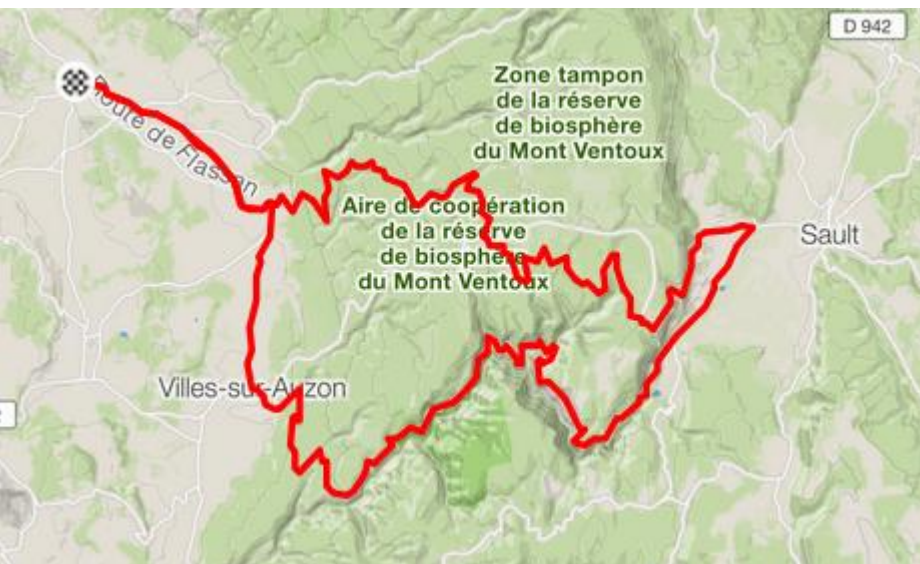 D 942
Zone tampon
de la réserve
de biosphère
du Mont Ventoux
Route de Flassan
Aire de coopération
de la réserve
de biosphère
du Mont Ventoux
Sault
Villes-sur-Auzon